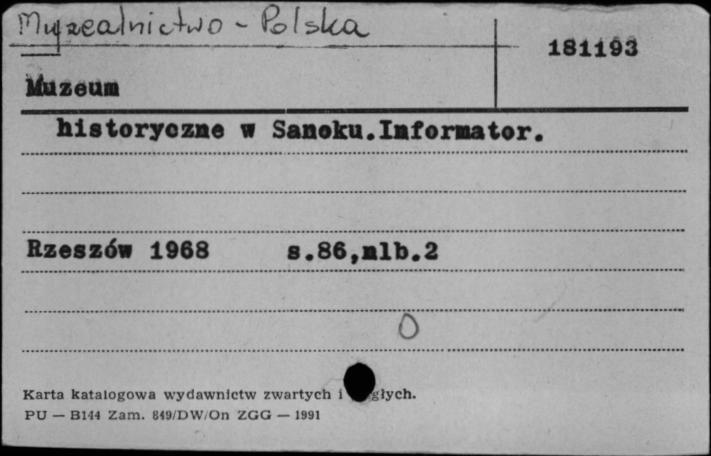 Muzealnictwo - Polska
181193
Muzeum
historyczne w Sanoku.Informator.
Rzeszów 1968 s.86,nlb.2
0
Karta katalogowa wydawnictw zwartych i głych.
PU — B144 Zam. 849/DW/On ZGG — 1991